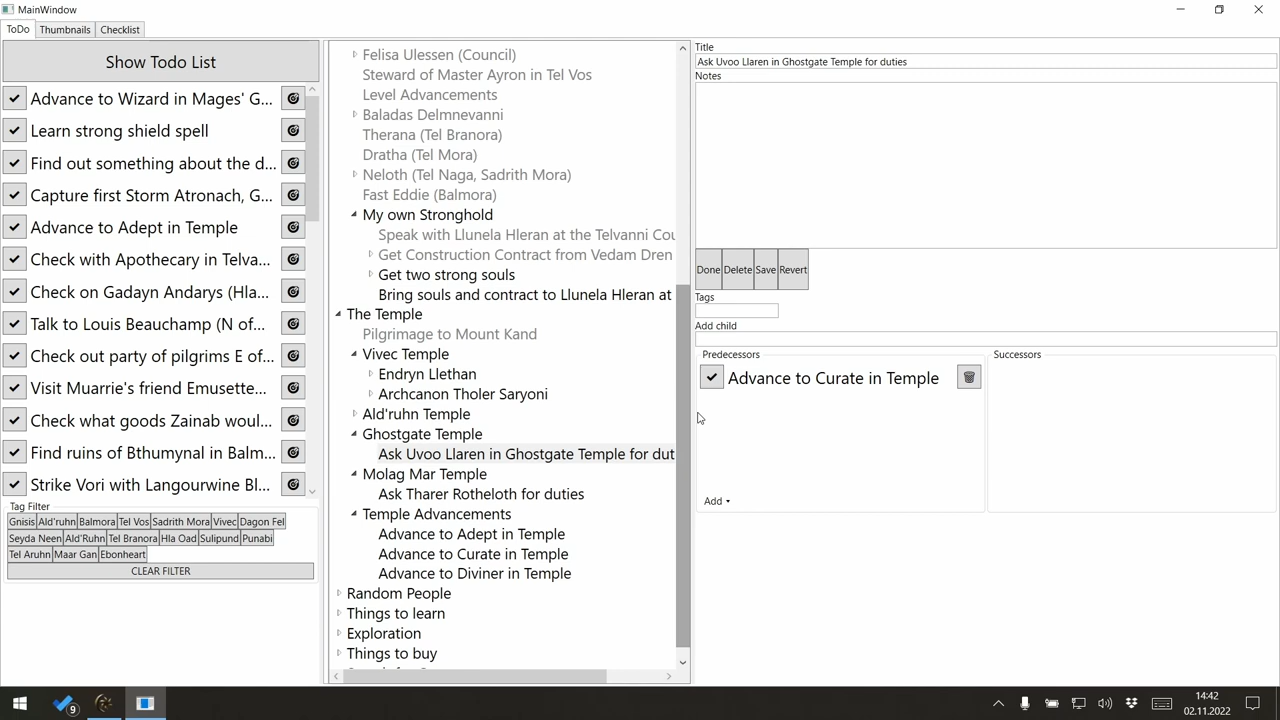 MainWindow
ToDo Thumbnails Checklist
Show Todo List
Advance to Wizard in Mages' G...
Learn strong shield spell
Find out something about the d...
Capture first Storm Atronach, G...
Advance to Adept in Temple
Check with Apothecary in Telva...
Check on Gadayn Andarys (Hla...
Talk to Louis Beauchamp (N of...
Check out party of pilgrims E of...
Visit Muarrie's friend Emusette...
Check what goods Zainab woul...
Find ruins of Bthumynal in Balm...
Strike Vori with Langourwine Bl...
Tag Filter
Gnisis Ald'ruhn Balmora Tel Vos Sadrith Mora Vivec Dagon Fel
Seyda Neen Ald'Ruhn Tel Branora Hla Oad Sulipund Punabi
Tel Aruhn Maar Gan Ebonheart
CLEAR FILTER
Felisa Ulessen (Council)
Steward of Master Ayron in Tel Vos
Level Advancements
Baladas Delmnevanni
Therana (Tel Branora)
Dratha (Tel Mora)
Neloth (Tel Naga, Sadrith Mora)
Fast Eddie (Balmora)
My own Stronghold
Speak with Llunela Hleran at the Telvanni Cou
Get Construction Contract from Vedam Dren
Get two strong souls
Bring souls and contract to Llunela Hleran at
The Temple
Pilgrimage to Mount Kand
Vivec Temple
Endryn Llethan
Archcanon Tholer Saryoni
Ald'ruhn Temple
Ghostgate Temple
Ask Uvoo Llaren in Ghostgate Temple for dut
Molag Mar Temple
Ask Tharer Rotheloth for duties
Temple Advancements
Advance to Adept in Temple
Advance to Curate in Temple
Advance to Diviner in Temple
Random People
Things to learn
Exploration
Things to buy
Title
Ask Uvoo Llaren in Ghostgate Temple for duties
Notes
Done Delete Save Revert
Tags
Add child
Predecessors
Advance to Curate in Temple
Add
Successors
9
14:42
02.11.2022